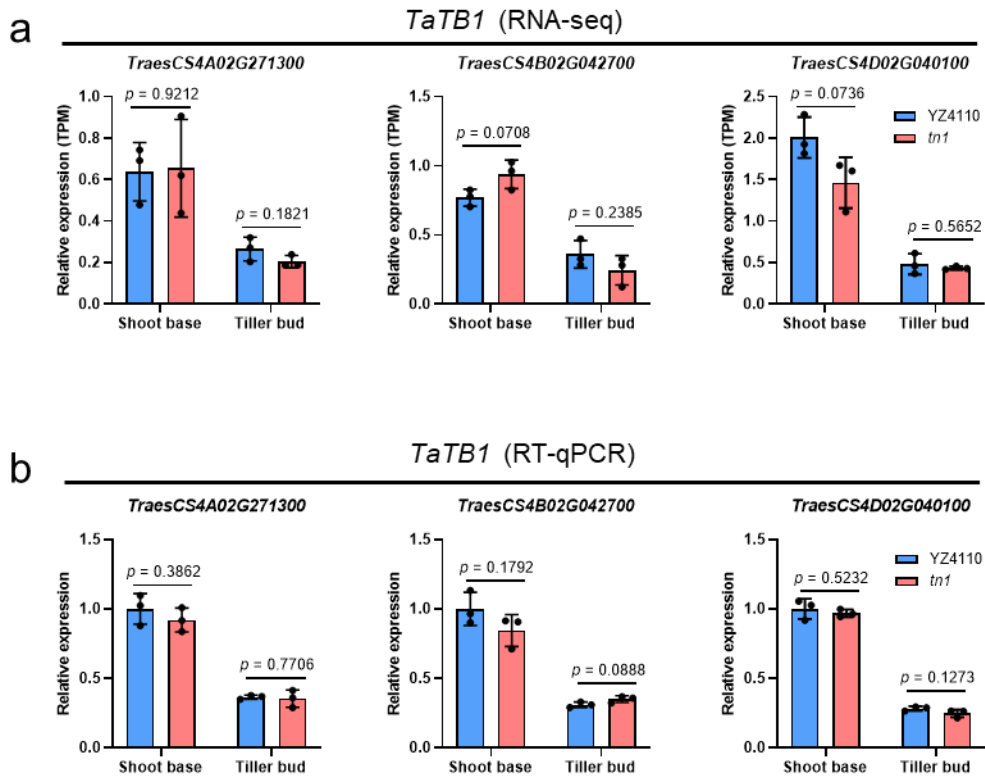 a
TaTB1 (RNA-seq)
TraesCS4A02G271300
TraesCS4B02G042700
TraesCS4D02G040100
Relative expression (TPM)
1.0
0.8
0.6
0.4
0.2
0.0
p = 0.9212
p = 0.1821
Shoot base
Tiller bud
Relative expression (TPM)
1.5
1.0
0.5
0.0
p = 0.0708
p = 0.2385
Shoot base
Tiller bud
Relative expression (TPM)
2.5
2.0
1.5
1.0
0.5
0.0
p = 0.0736
p = 0.5652
YZ4110
tn1
Shoot base
Tiller bud
b
TaTB1 (RT-qPCR)
TraesCS4A02G271300
TraesCS4B02G042700
TraesCS4D02G040100
Relative expression
1.5
1.0
0.5
0.0
p = 0.3862
p = 0.7706
Shoot base
Tiller bud
Relative expression
1.5
1.0
0.5
0.0
p = 0.1792
p = 0.0888
Shoot base
Tiller bud
Relative expression
1.5
1.0
0.5
0.0
p = 0.5232
p = 0.1273
YZ4110
tn1
Shoot base
Tiller bud